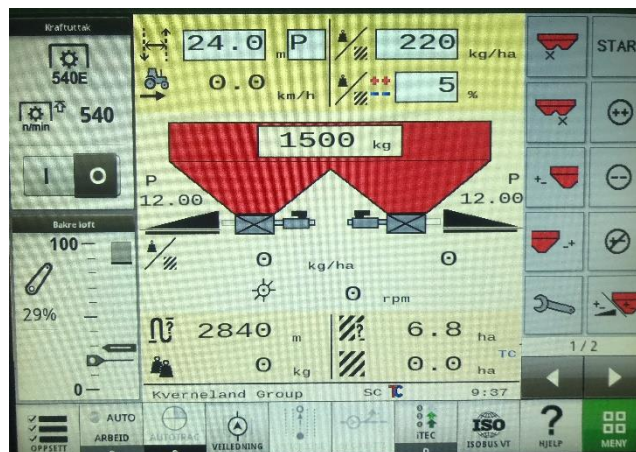 Kraftuttak
540E
n/min 540
I O
Bakre løft
100
29%
0
24.0 m P
220 kg/ha
0.0 km/h
5 %
1500 kg
P
12.00
P
12.00
0 kg/ha 0
0 rpm
2840 m
6.8 ha
0 kg
0.0 ha
TC
Kverneland Group SC TC 9:37
START
1/2
OPPSETT
AUTO
ARBEID
AUTOTRAC
VEILEDNING
iTEC
ISO
ISOBUS VT
?
HJELP
MENY